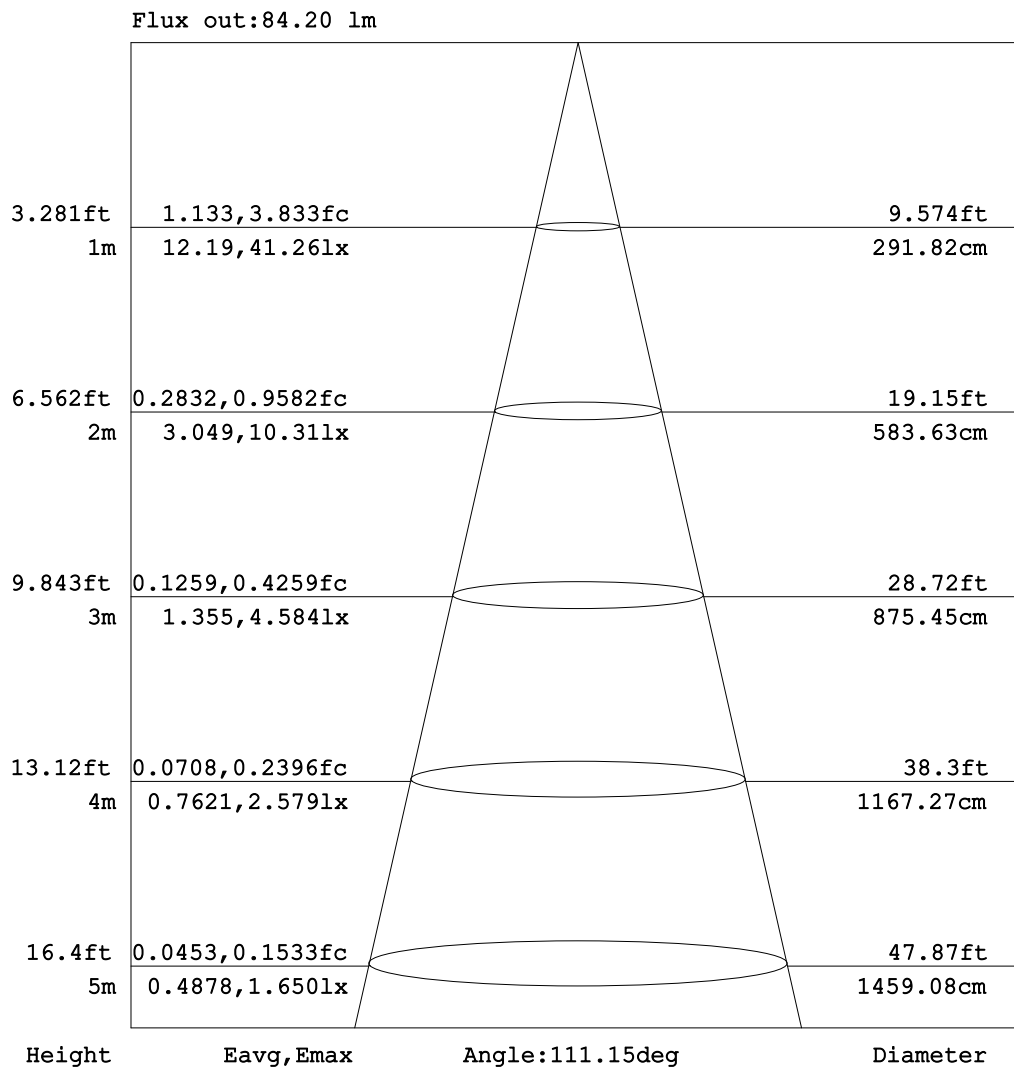 Flux out:84.20 lm
3.281ft 1.133,3.833fc 9.574ft
1m 12.19,41.26lx 291.82cm
6.562ft 0.2832,0.9582fc 19.15ft
2m 3.049,10.31lx 583.63cm
9.843ft 0.1259,0.4259fc 28.72ft
3m 1.355,4.584lx 875.45cm
13.12ft 0.0708,0.2396fc 38.3ft
4m 0.7621,2.579lx 1167.27cm
16.4ft 0.0453,0.1533fc 47.87ft
5m 0.4878,1.650lx 1459.08cm
Height Eavg,Emax Angle:111.15deg Diameter